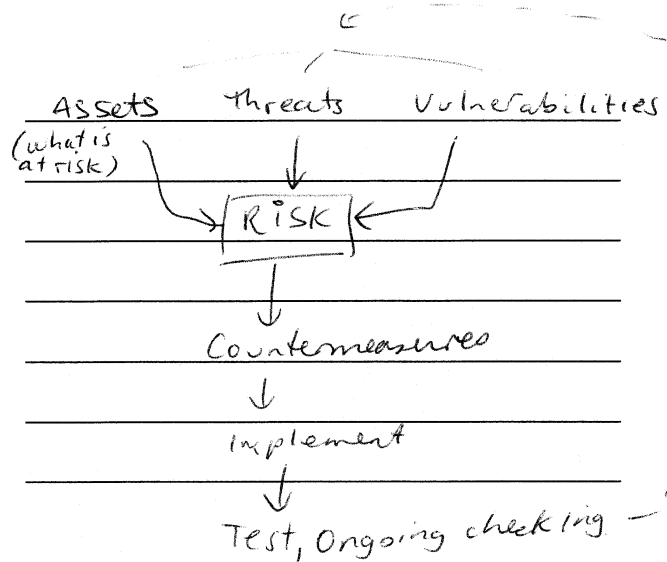 Assets Threats Vulnerabilities
(what is
at risk)
RISK
Countermeasures
Implement
Test, Ongoing checking